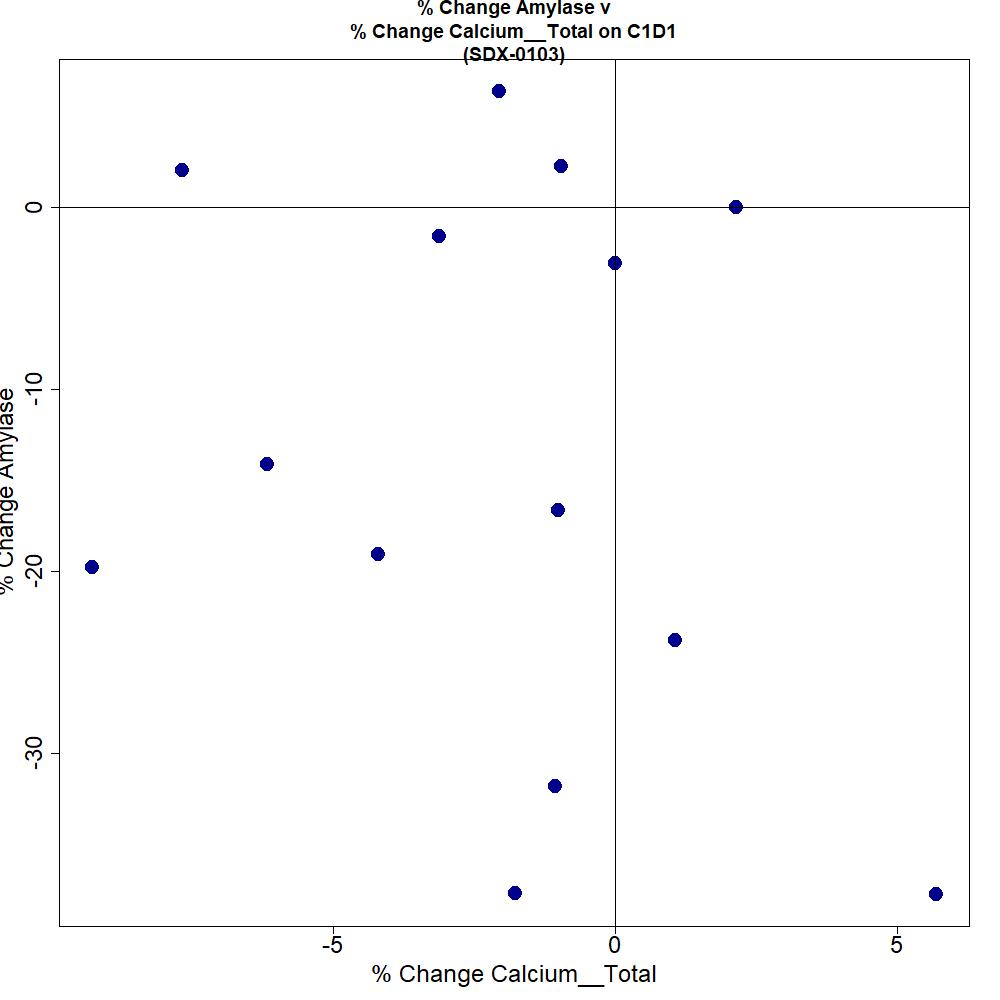 % Change Amylase v
% Change Calcium__Total on C1D1
(SDX-0103)
% Change Amylase
0
-10
-20
-30
-5
0
5
% Change Calcium__Total